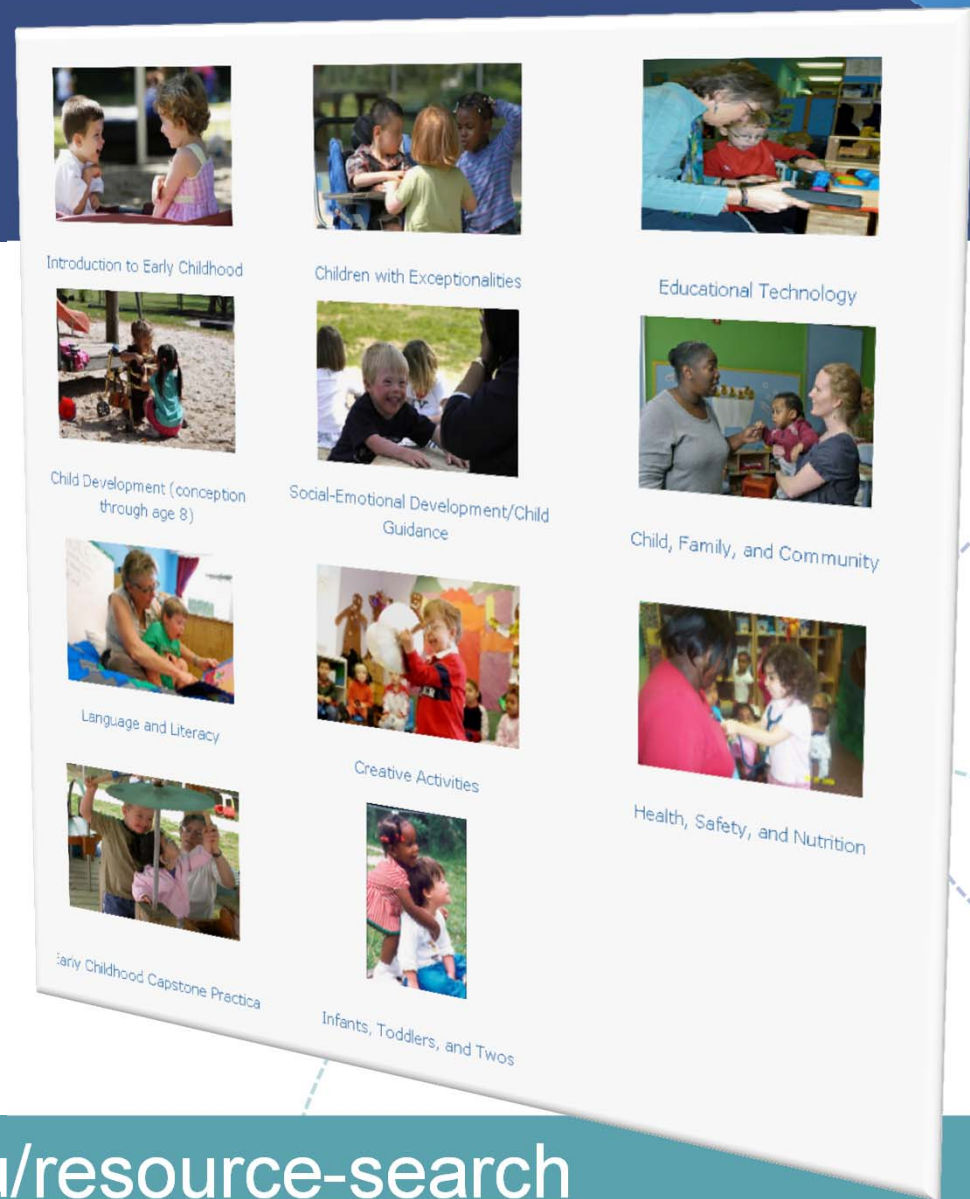 Introduction to Early Childhood
Children with Exceptionalities
Educational Technology
Child Development (conception
through age 8)
Social-Emotional Development/Child
Guidance
Child, Family, and Community
Language and Literacy
Creative Activities
Health, Safety, and Nutrition
Early Childhood Capstone Practica
Infants, Toddlers, and Twos
u/resource-search